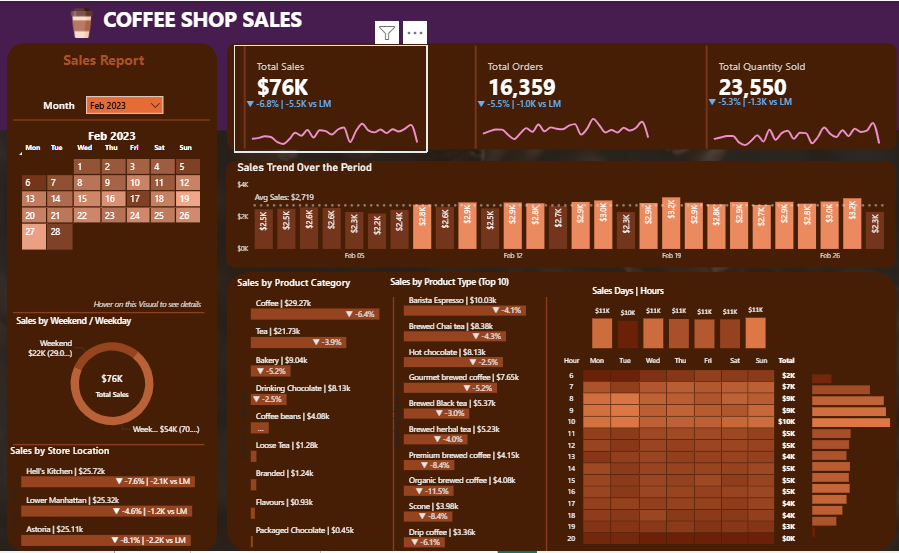 COFFEE SHOP SALES
Sales Report
Month
Feb 2023
Feb 2023
Mon Tue Wed Thu Fri Sat Sun
1 2 3 4 5
6 7 8 9 10 11 12
13 14 15 16 17 18 19
20 21 22 23 24 25 26
27 28
Hover on this Visual to see details
Sales by Weekend / Weekday
Weekend
$22K (29.0...)
$76K
Total Sales
Week... $54K (70....)
Sales by Store Location
Hell's Kitchen | $25.72k
▼ -7.6% | -2.1K vs LM
Lower Manhattan | $25.32k
▼ -4.6% | -1.2K vs LM
Astoria | $25.11k
▼ -8.1% | -2.2K vs LM
Total Sales
$76K
▼ -6.8% | -5.5K vs LM
Total Orders
16,359
▼ -5.5% | -1.0K vs LM
Total Quantity Sold
23,550
▼ -5.3% | -1.3K vs LM
Sales Trend Over the Period
$4K
Avg Sales: $2,719
$2K
$0K
$2.5K $2.5K $2.6K $2.6K $2.3K $2.2K $2.4K $2.8K $2.6K $2.9K $2.5K $2.9K $2.8K $2.7K $2.9K $3.0K $2.3K $2.9K $3.2K $2.9K $2.8K $2.9K $2.7K $2.9K $2.8K $3.0K $3.2K $2.3K
Feb 05 Feb 12 Feb 19 Feb 26
Sales by Product Category
Coffee | $29.27k
▼ -6.4%
Tea | $21.73k
▼ -3.9%
Bakery | $9.04k
▼ -5.2%
Drinking Chocolate | $8.13k
▼ -2.5%
Coffee beans | $4.08k
...
Loose Tea | $1.28k
Branded | $1.24k
Flavours | $0.93k
Packaged Chocolate | $0.45k
Sales by Product Type (Top 10)
Barista Espresso | $10.03k
▼ -4.1%
Brewed Chai tea | $8.38k
▼ -4.3%
Hot chocolate | $8.13k
▼ -2.5%
Gourmet brewed coffee | $7.65k
▼ -5.2%
Brewed Black tea | $5.37k
▼ -3.0%
Brewed herbal tea | $5.23k
▼ -4.0%
Premium brewed coffee | $4.15k
▼ -8.4%
Organic brewed coffee | $4.08k
▼ -11.5%
Scone | $3.98k
▼ -8.4%
Drip coffee | $3.36k
▼ -6.1%
Sales Days | Hours
$11K $10K $11K $11K $11K $11K $11K
Hour Mon Tue Wed Thu Fri Sat Sun Total
6 $2K
7 $7K
8 $9K
9 $9K
10 $10K
11 $5K
12 $5K
13 $4K
14 $5K
15 $5K
16 $5K
17 $4K
18 $4K
19 $3K
20 $0K